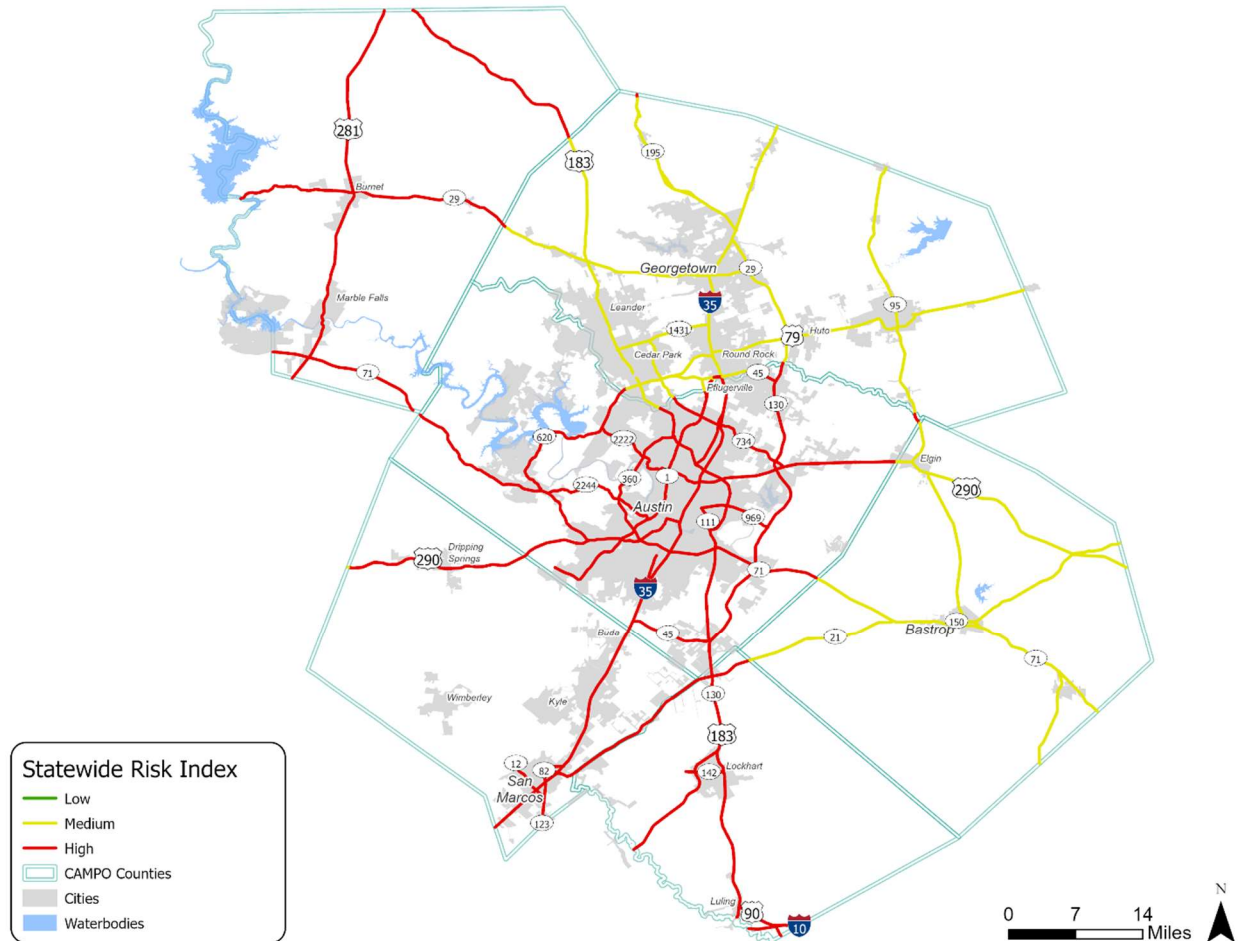 281
183
195
Burnet
29
Georgetown
29
Marble Falls
Leander
35
95
1431
79
Huto
Cedar Park
Round Rock
71
45
Pflugerville
130
620
2222
734
Elgin
360
1
290
2244
Austin
111
969
Dripping
Springs
290
71
35
150
Bastrop
Buda
45
21
71
Wimberley
Kyle
130
183
12
82
142
Lockhart
San
Marcos
123
Luling
90
10
Statewide Risk Index
Low
Medium
High
CAMPO Counties
Cities
Waterbodies
N
0 7 14
Miles